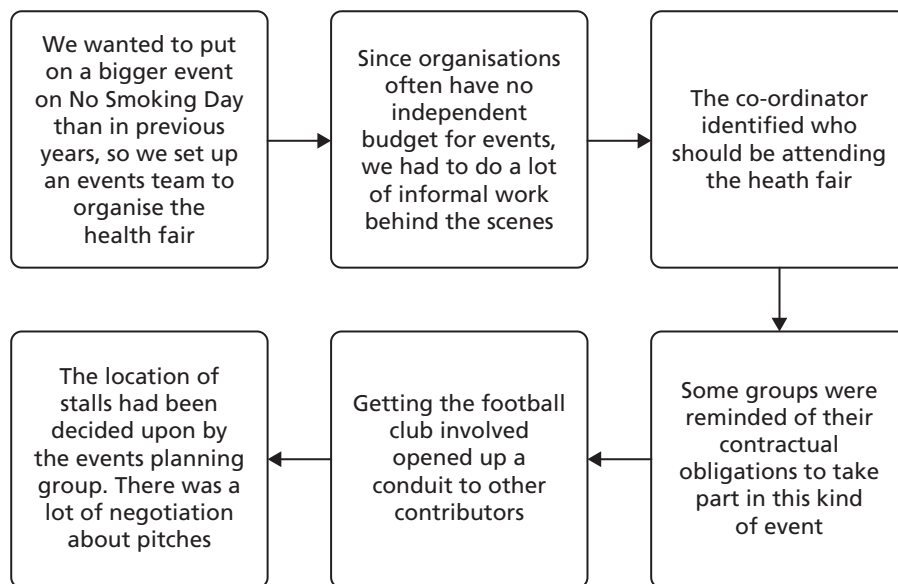 We wanted to put
on a bigger event
on No Smoking Day
than in previous
years, so we set up
an events team to
organise the
health fair
Since organisations
often have no
independent
budget for events,
we had to do a lot
of informal work
behind the scenes
The co-ordinator
identified who
should be attending
the heath fair
Some groups were
reminded of their
contractual
obligations to take
part in this kind
of event
Getting the football
club involved
opened up a
conduit to other
contributors
The location of
stalls had been
decided upon by
the events planning
group. There was a
lot of negotiation
about pitches